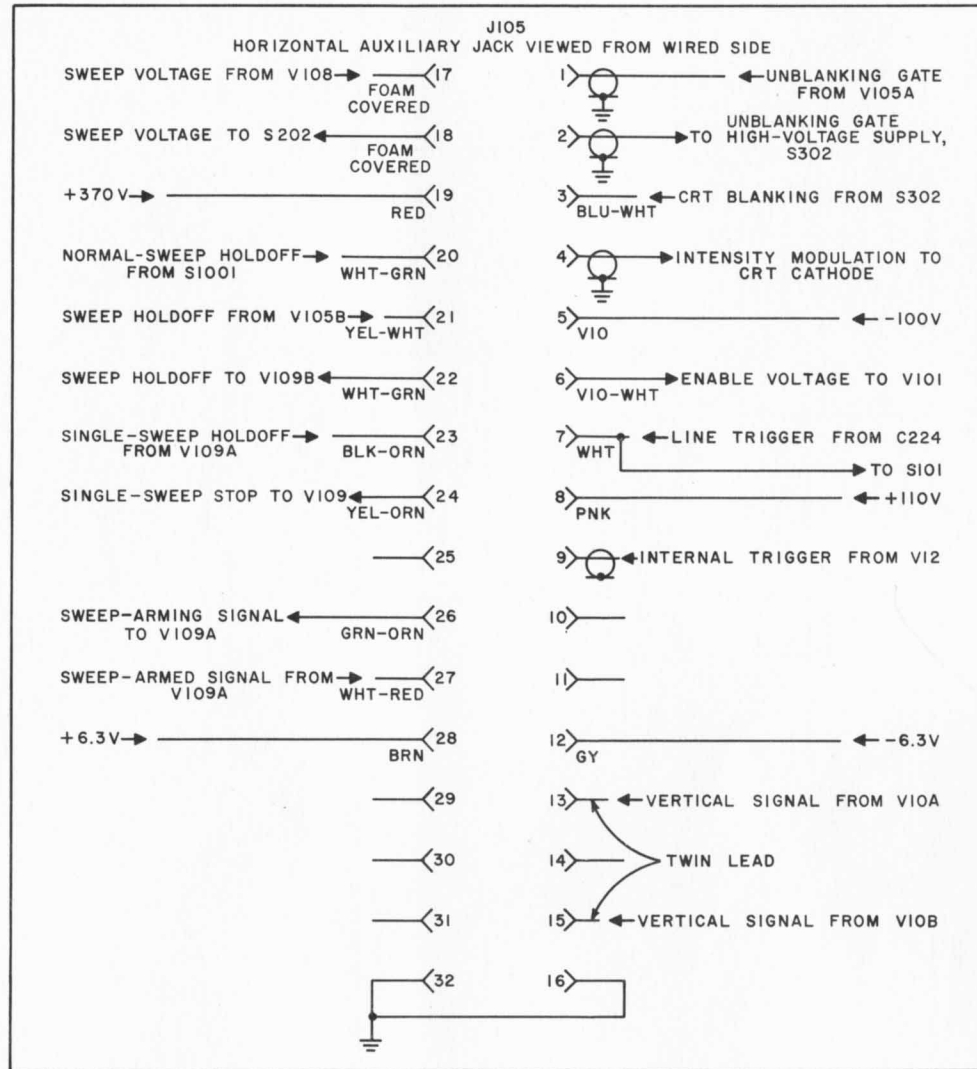 J105
HORIZONTAL AUXILIARY JACK VIEWED FROM WIRED SIDE
SWEEP VOLTAGE FROM V108 17
FOAM
COVERED
SWEEP VOLTAGE TO S202 18
FOAM
COVERED
+370V 19
RED
NORMAL-SWEEP HOLDOFF
FROM S1001 20
WHT-GRN
SWEEP HOLDOFF FROM V105B 21
YEL-WHT
SWEEP HOLDOFF TO V109B 22
WHT-GRN
SINGLE-SWEEP HOLDOFF
FROM V109A 23
BLK-ORN
SINGLE-SWEEP STOP TO V109 24
YEL-ORN
25
SWEEP-ARMING SIGNAL
TO V109A 26
GRN-ORN
SWEEP-ARMED SIGNAL FROM
V109A 27
WHT-RED
+6.3V 28
BRN
29
30
31
32
1 UNBLANKING GATE
FROM V105A
2 UNBLANKING GATE
TO HIGH-VOLTAGE SUPPLY,
S302
3 CRT BLANKING FROM S302
BLU-WHT
4 INTENSITY MODULATION TO
CRT CATHODE
5 -100V
VIO
6 ENABLE VOLTAGE TO V101
VIO-WHT
7 LINE TRIGGER FROM C224
WHT
TO S101
8 +110V
PNK
9 INTERNAL TRIGGER FROM V12
10
11
12 -6.3V
GY
13 VERTICAL SIGNAL FROM V10A
14 TWIN LEAD
15 VERTICAL SIGNAL FROM V10B
16